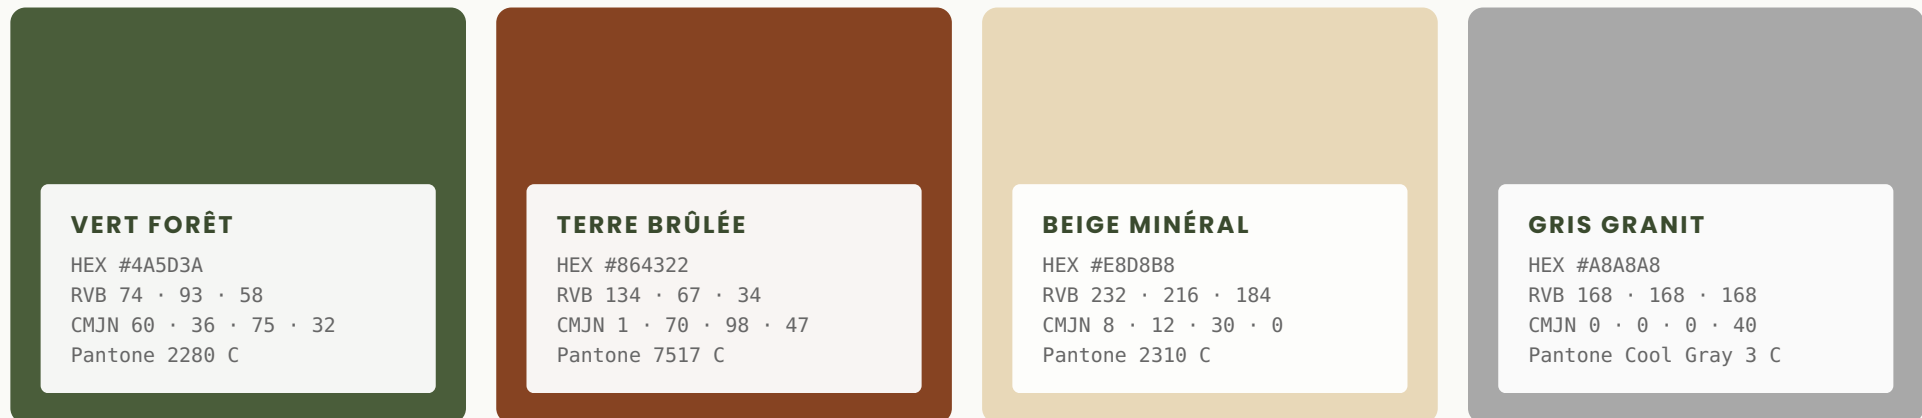 VERT FORÊT
HEX #4A5D3A
RVB 74 · 93 · 58
CMJN 60 · 36 · 75 · 32
Pantone 2280 C
TERRE BRÛLÉE
HEX #864322
RVB 134 · 67 · 34
CMJN 1 · 70 · 98 · 47
Pantone 7517 C
BEIGE MINÉRAL
HEX #E8D8B8
RVB 232 · 216 · 184
CMJN 8 · 12 · 30 · 0
Pantone 2310 C
GRIS GRANIT
HEX #A8A8A8
RVB 168 · 168 · 168
CMJN 0 · 0 · 0 · 40
Pantone Cool Gray 3 C